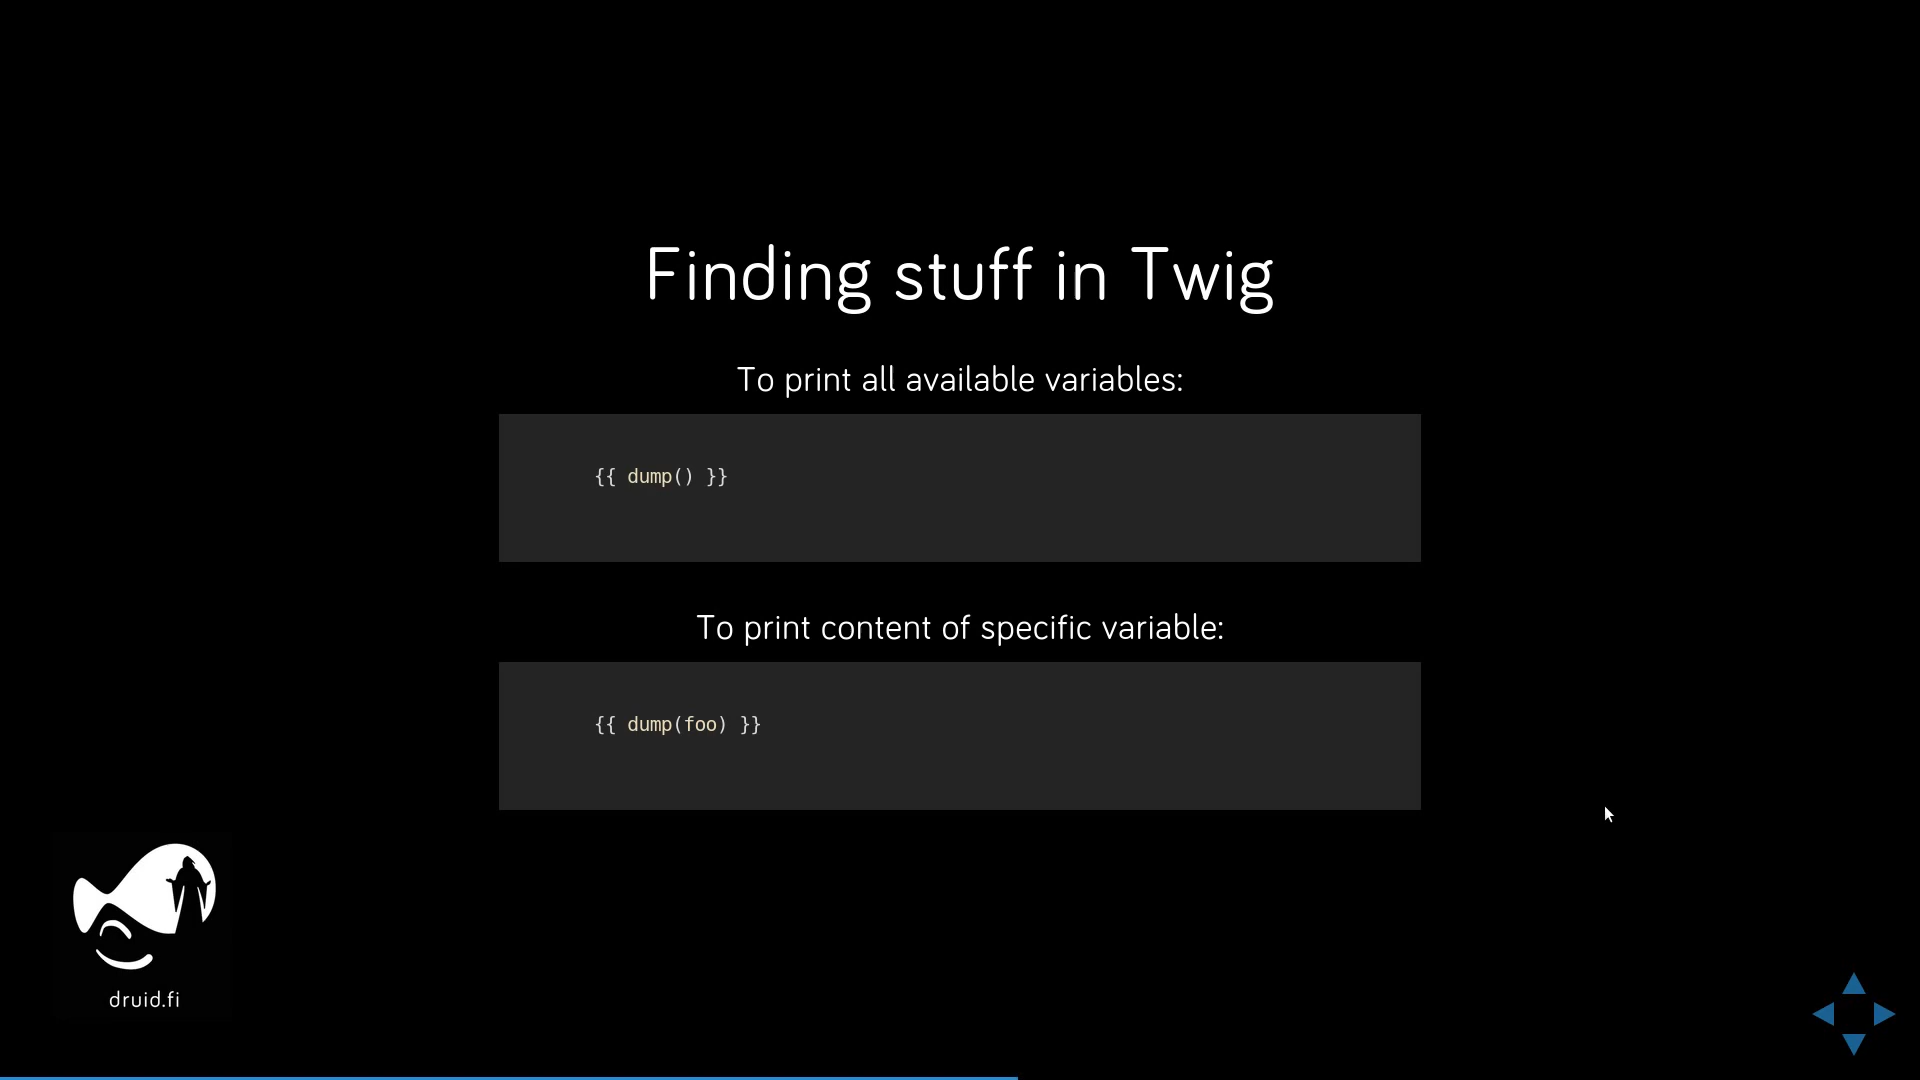 Finding stuff in Twig
To print all available variables:
{{ dump() }}
To print content of specific variable:
{{ dump(foo) }}
druid.fi